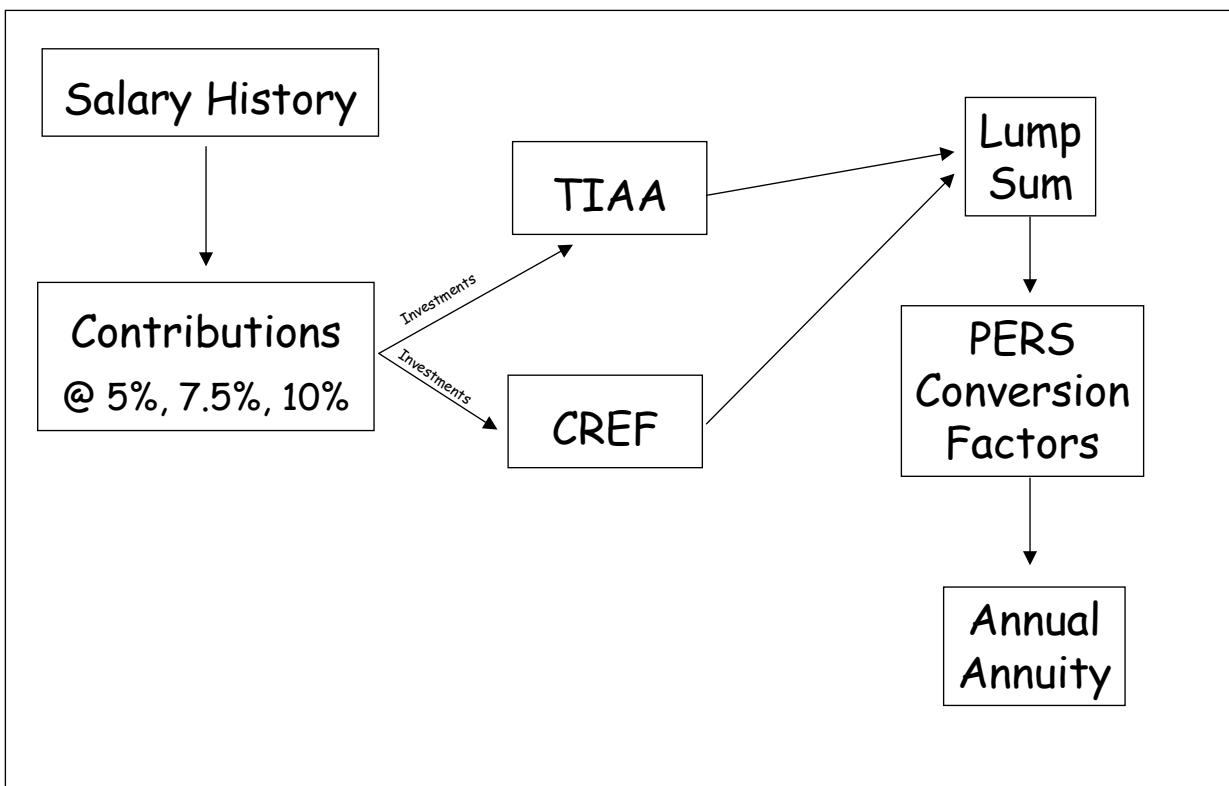 Salary History
Contributions
@ 5%, 7.5%, 10%
Investments
Investments
TIAA
CREF
Lump
Sum
PERS
Conversion
Factors
Annual
Annuity